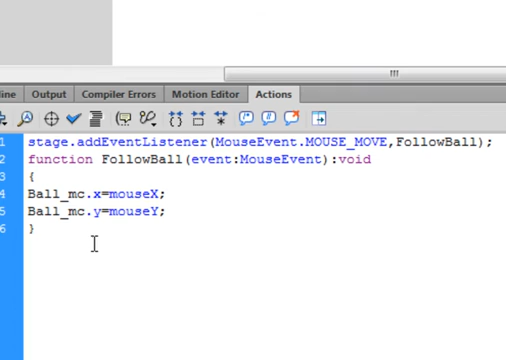 line Output Compiler Errors Motion Editor Actions
1 stage.addEventListener(MouseEvent.MOUSE_MOVE,FollowBall);
2 function FollowBall(event:MouseEvent):void
3 {
4 Ball_mc.x=mouseX;
5 Ball_mc.y=mouseY;
6 }